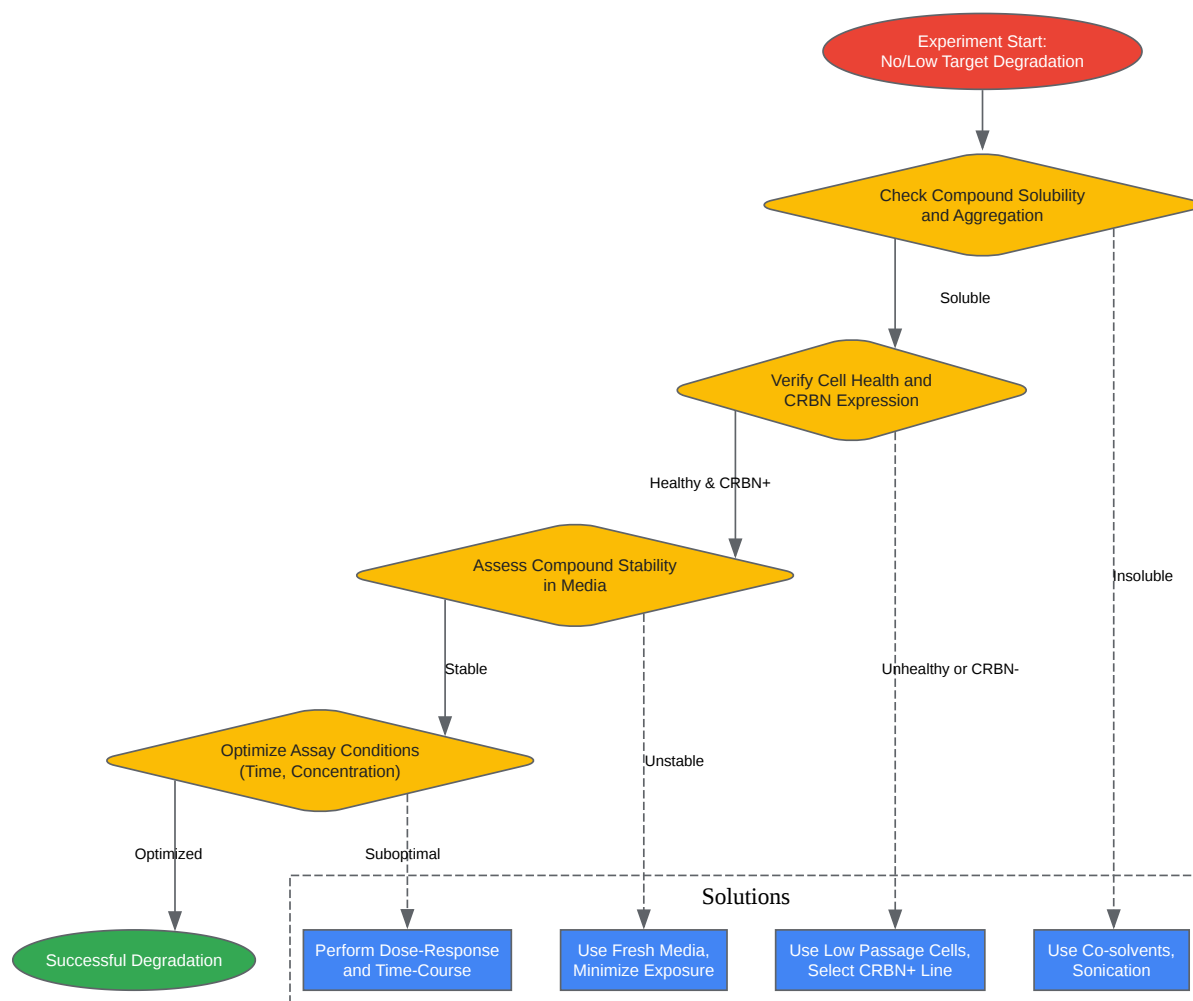 Experiment Start:
No/Low Target Degradation
Check Compound Solubility
and Aggregation
Soluble
Verify Cell Health and
CRBN Expression
Healthy & CRBN+
Assess Compound Stability
in Media
Insoluble
Stable
Unhealthy or CRBN-
Optimize Assay Conditions
(Time, Concentration)
Unstable
Optimized
Suboptimal
Solutions
Successful Degradation
Perform Dose-Response
and Time-Course
Use Fresh Media,
Minimize Exposure
Use Low Passage Cells,
Select CRBN+ Line
Use Co-solvents,
Sonication